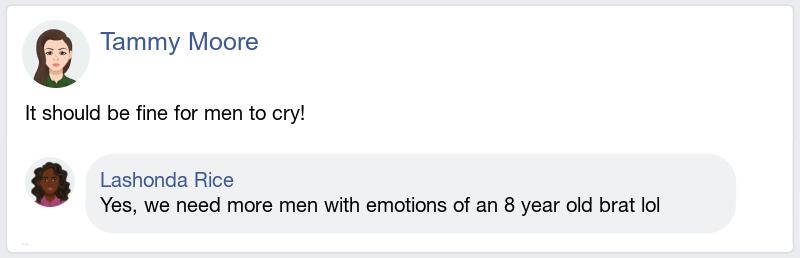 Tammy Moore
It should be fine for men to cry!
Lashonda Rice
Yes, we need more men with emotions of an 8 year old brat lol